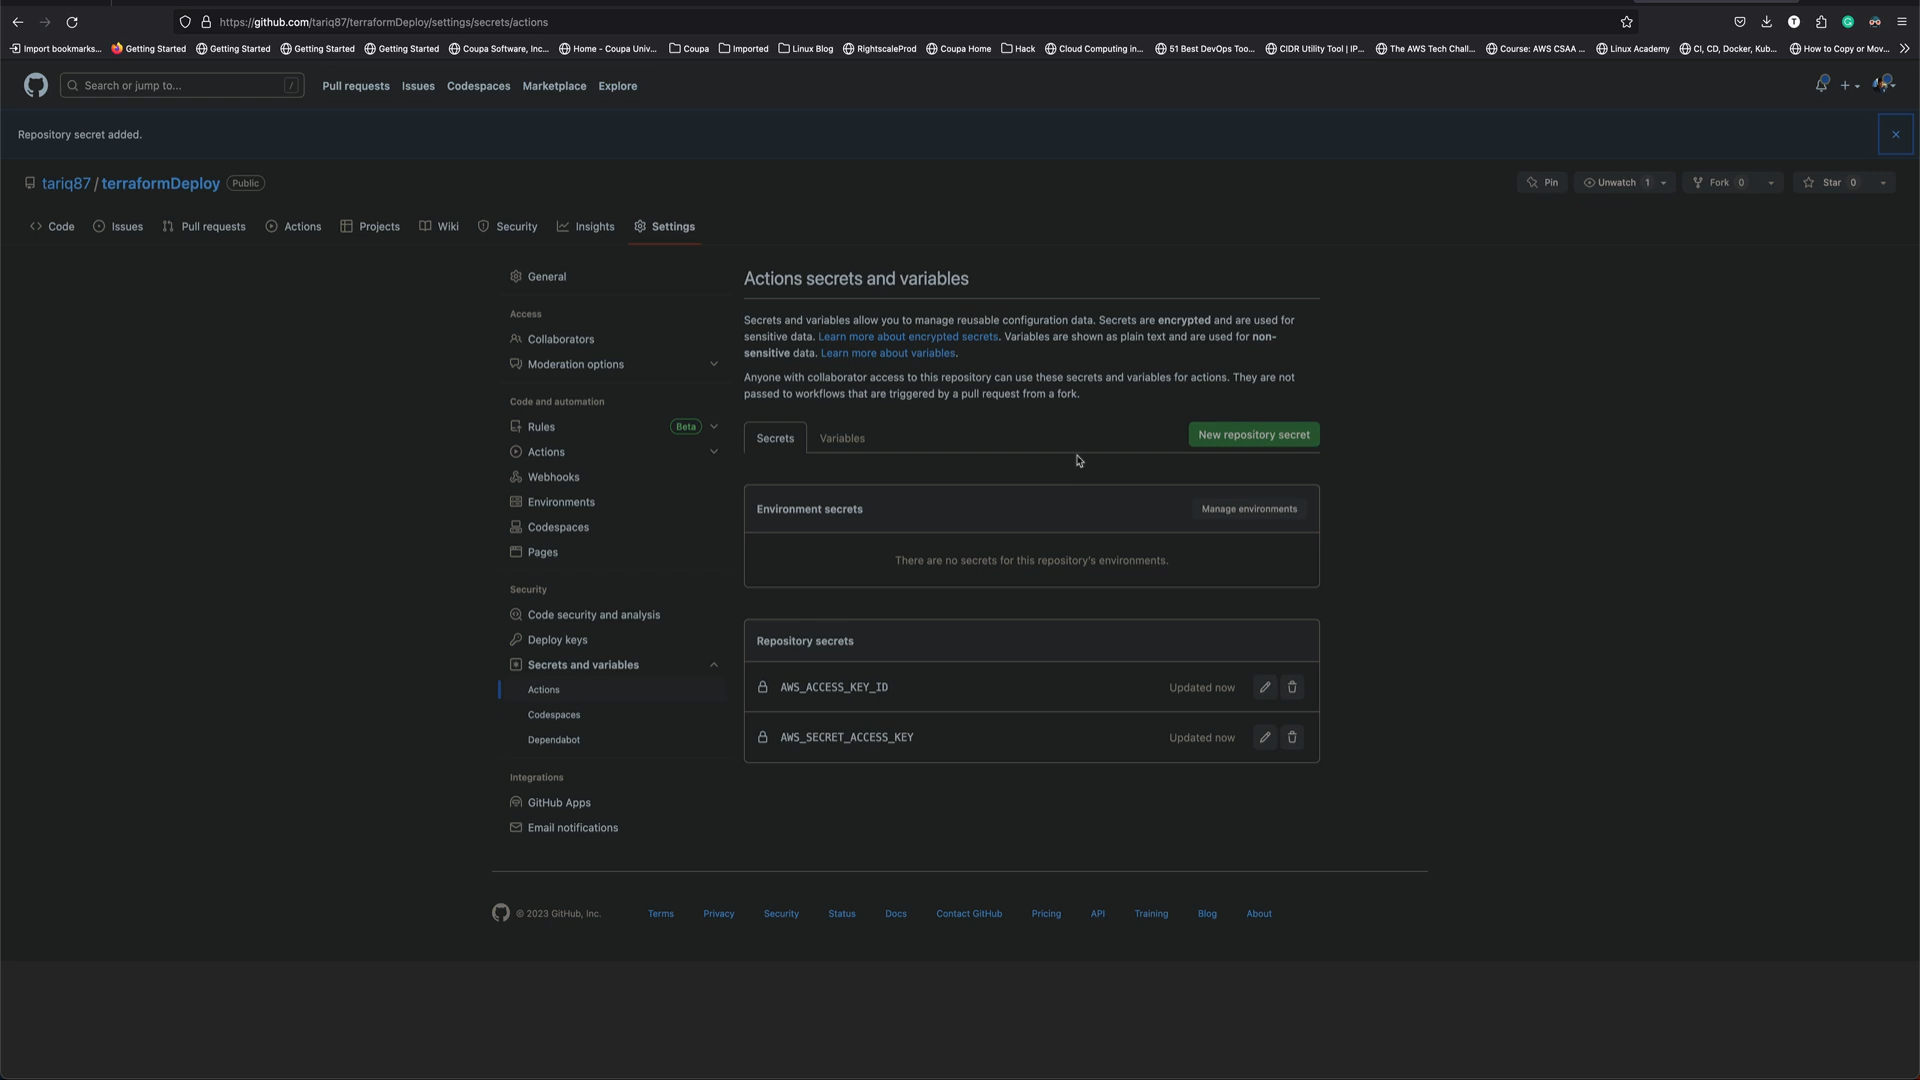 https://github.com/tariq87/terraformDeploy/settings/secrets/actions
Import bookmarks... Getting Started Getting Started Getting Started Getting Started Coupa Software, Inc... Home - Coupa Univ... Coupa Imported Linux Blog RightscaleProd Coupa Home Hack Cloud Computing in... 51 Best DevOps Too... CIDR Utility Tool | IP... The AWS Tech Chall... Course: AWS CSAA ... Linux Academy CI, CD, Docker, Kub... How to Copy or Mov...
Search or jump to... / Pull requests Issues Codespaces Marketplace Explore
Repository secret added.
tariq87 / terraformDeploy Public Pin Unwatch 1 Fork 0 Star 0
Code Issues Pull requests Actions Projects Wiki Security Insights Settings
General
Access
Collaborators
Moderation options
Code and automation
Rules Beta
Actions
Webhooks
Environments
Codespaces
Pages
Security
Code security and analysis
Deploy keys
Secrets and variables
Actions
Codespaces
Dependabot
Integrations
GitHub Apps
Email notifications
Actions secrets and variables
Secrets and variables allow you to manage reusable configuration data. Secrets are encrypted and are used for
sensitive data. Learn more about encrypted secrets. Variables are shown as plain text and are used for non-
sensitive data. Learn more about variables.
Anyone with collaborator access to this repository can use these secrets and variables for actions. They are not
passed to workflows that are triggered by a pull request from a fork.
Secrets Variables New repository secret
Environment secrets Manage environments
There are no secrets for this repository's environments.
Repository secrets
AWS_ACCESS_KEY_ID Updated now
AWS_SECRET_ACCESS_KEY Updated now
© 2023 GitHub, Inc. Terms Privacy Security Status Docs Contact GitHub Pricing API Training Blog About